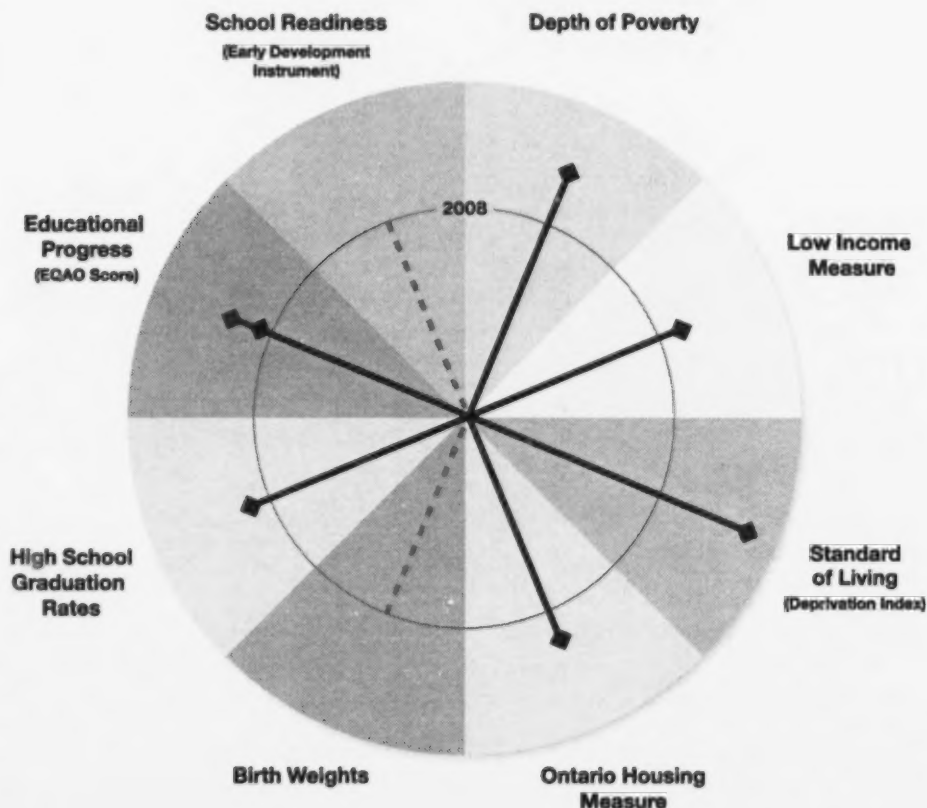 School Readiness
(Early Development
Instrument)
Depth of Poverty
2008
Educational
Progress
(EQAO Score)
Low Income
Measure
High School
Graduation
Rates
Standard
of Living
(Deprivation Index)
Birth Weights
Ontario Housing
Measure